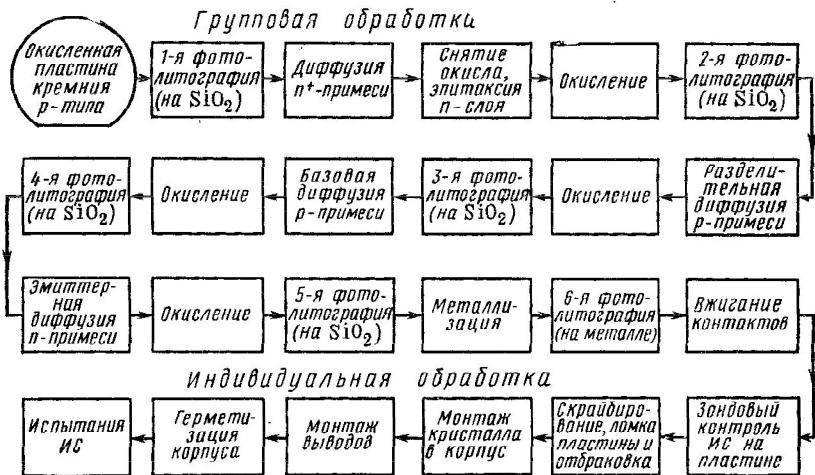 Групповая обработки
Окисленная
пластина
кремния
p-типа
1-я фото-
литография
(на SiO₂)
Диффузия
n⁺-примеси
Снятие
окисла,
эпитаксия
n-слоя
Окисление
2-я фото-
литография
(на SiO₂)
Раздели-
тельная
диффузия
p-примеси
Окисление
3-я фото-
литография
(на SiO₂)
Базовая
диффузия
p-примеси
Окисление
4-я фото-
литография
(на SiO₂)
Эмиттер-
ная
диффузия
n-примеси
Окисление
5-я фото-
литография
(на SiO₂)
Металли-
зация
6-я фото-
литография
(на металле)
Вжигание
контактов
Индивидуальная обработка
Зондовый
контроль
ИС на
пластине
Скрайбиро-
вание, ломка
пластины и
отбраковка
Монтаж
кристалла
в корпус
Монтаж
выводов
Гермети-
зация
корпуса
Испытания
ИС